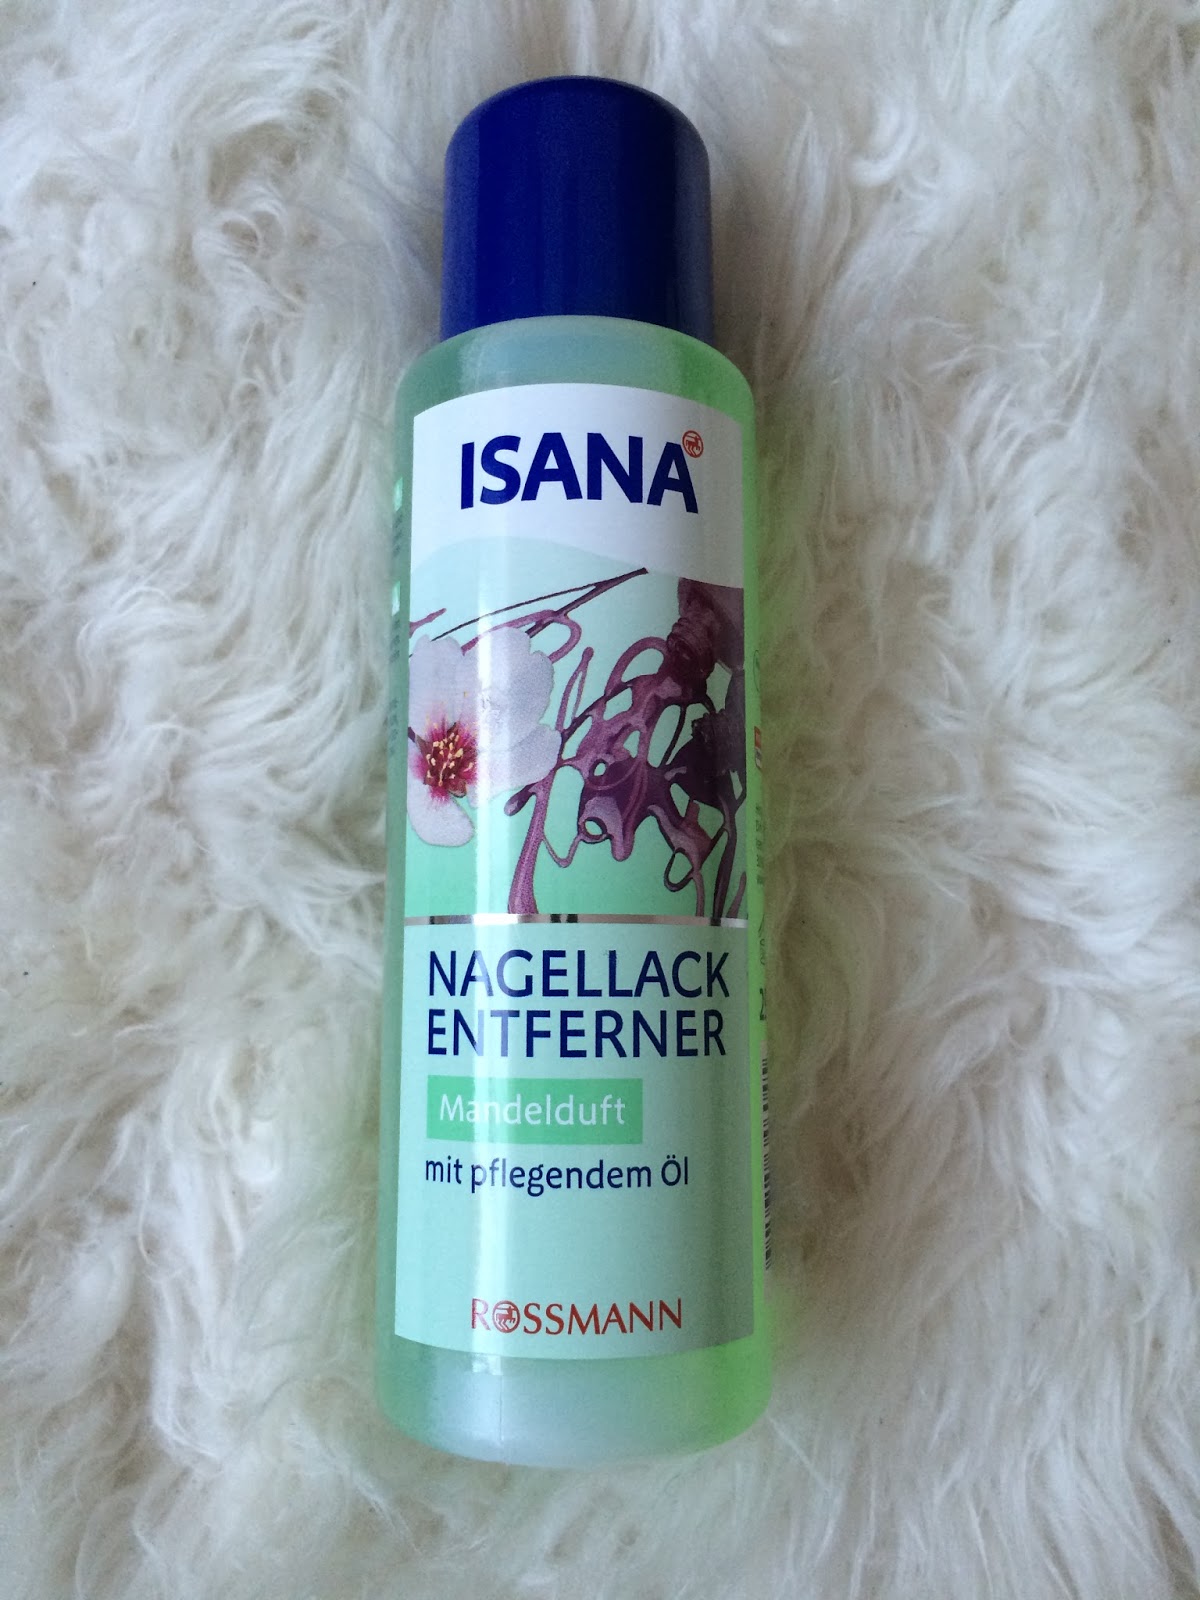 ISANA
NAGELLACK
ENTFERNER
Mandelduft
mit pflegendem Öl
ROSSMANN